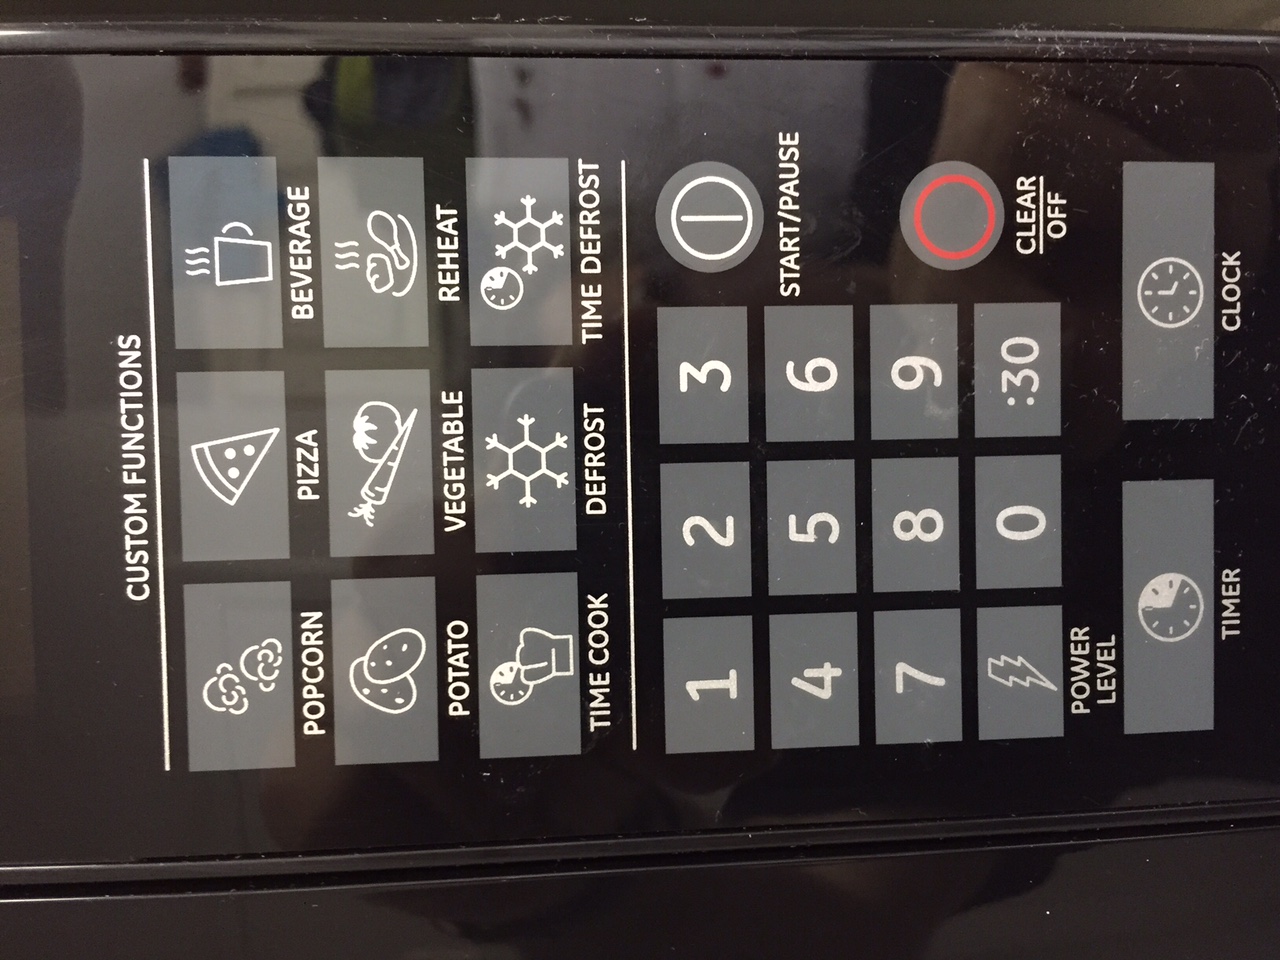 CUSTOM FUNCTIONS
POPCORN PIZZA BEVERAGE
POTATO VEGETABLE REHEAT
TIME COOK DEFROST TIME DEFROST
1 2 3
START/PAUSE
4 5 6
7 8 9
0 :30
CLEAR
OFF
POWER
LEVEL
TIMER CLOCK